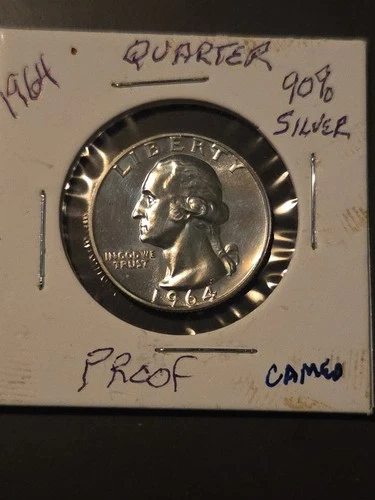 1964
QUARTER
90%
SILVER
LIBERTY
IN GOD WE
TRUST
1964
PROOF
CAMEO